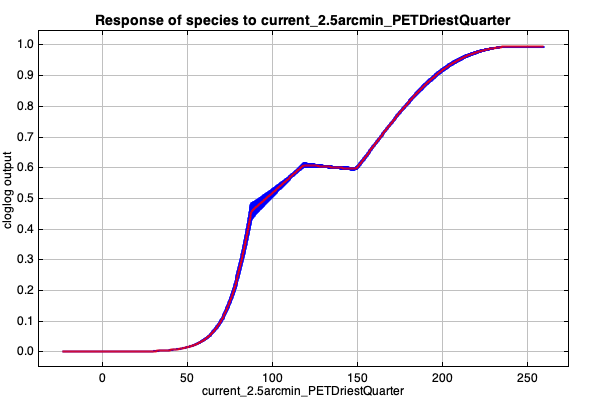 Response of species to current_2.5arcmin_PETDriestQuarter
1.0
0.9
0.8
0.7
0.6
0.5
0.4
0.3
0.2
0.1
0.0
cloglog output
0 50 100 150 200 250
current_2.5arcmin_PETDriestQuarter